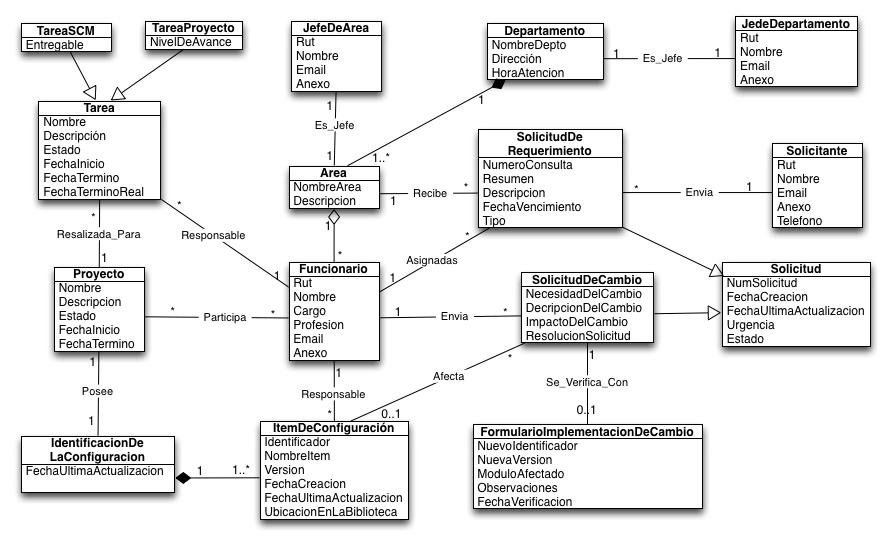 TareaSCM
Entregable
TareaProyecto
NivelDeAvance
JefeDeArea
Rut
Nombre
Email
Anexo
Departamento
NombreDepto
Dirección
HoraAtencion
1
Es_Jefe
1
JedeDepartamento
Rut
Nombre
Email
Anexo
Tarea
Nombre
Descripción
Estado
FechaInicio
FechaTermino
FechaTerminoReal
1
Es_Jefe
1
1
1..*
Area
NombreArea
Descripcion
1
Recibe
*
SolicitudDe
Requerimiento
NumeroConsulta
Resumen
Descripcion
FechaVencimiento
Tipo
*
Envia
1
Solicitante
Rut
Nombre
Email
Anexo
Telefono
*
Resalizada_Para
1
*
Responsable
1
1
*
*
Asignadas
1
Proyecto
Nombre
Descripcion
Estado
FechaInicio
FechaTermino
*
Participa
*
Funcionario
Rut
Nombre
Cargo
Profesion
Email
Anexo
1
Envia
*
SolicitudDeCambio
NecesidadDelCambio
DecripcionDelCambio
ImpactoDelCambio
ResolucionSolicitud
Solicitud
NumSolicitud
FechaCreacion
FechaUltimaActualizacion
Urgencia
Estado
1
Posee
1
1
Responsable
*
*
Afecta
0..1
1
Se_Verifica_Con
0..1
IdentificacionDe
LaConfiguracion
FechaUltimaActualizacion
1
1..*
ItemDeConfiguración
Identificador
NombreItem
Version
FechaCreacion
FechaUltimaActualizacion
UbicacionEnLaBiblioteca
FormularioImplementacionDeCambio
NuevoIdentificador
NuevaVersion
ModuloAfectado
Observaciones
FechaVerificacion